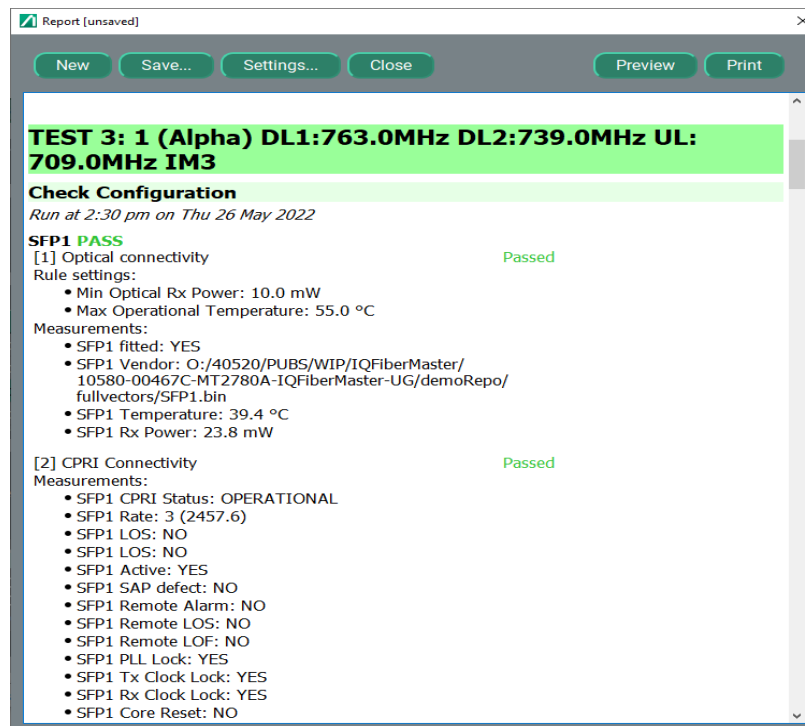 Report [unsaved]
New Save... Settings... Close Preview Print
TEST 3: 1 (Alpha) DL1:763.0MHz DL2:739.0MHz UL:
709.0MHz IM3
Check Configuration
Run at 2:30 pm on Thu 26 May 2022
SFP1 PASS
[1] Optical connectivity Passed
Rule settings:
• Min Optical Rx Power: 10.0 mW
• Max Operational Temperature: 55.0 °C
Measurements:
• SFP1 fitted: YES
• SFP1 Vendor: O:/40520/PUBS/WIP/IQFiberMaster/
10580-00467C-MT2780A-IQFiberMaster-UG/demoRepo/
fullvectors/SFP1.bin
• SFP1 Temperature: 39.4 °C
• SFP1 Rx Power: 23.8 mW
[2] CPRI Connectivity Passed
Measurements:
• SFP1 CPRI Status: OPERATIONAL
• SFP1 Rate: 3 (2457.6)
• SFP1 LOS: NO
• SFP1 LOS: NO
• SFP1 Active: YES
• SFP1 SAP defect: NO
• SFP1 Remote Alarm: NO
• SFP1 Remote LOS: NO
• SFP1 Remote LOF: NO
• SFP1 PLL Lock: YES
• SFP1 Tx Clock Lock: YES
• SFP1 Rx Clock Lock: YES
• SFP1 Core Reset: NO